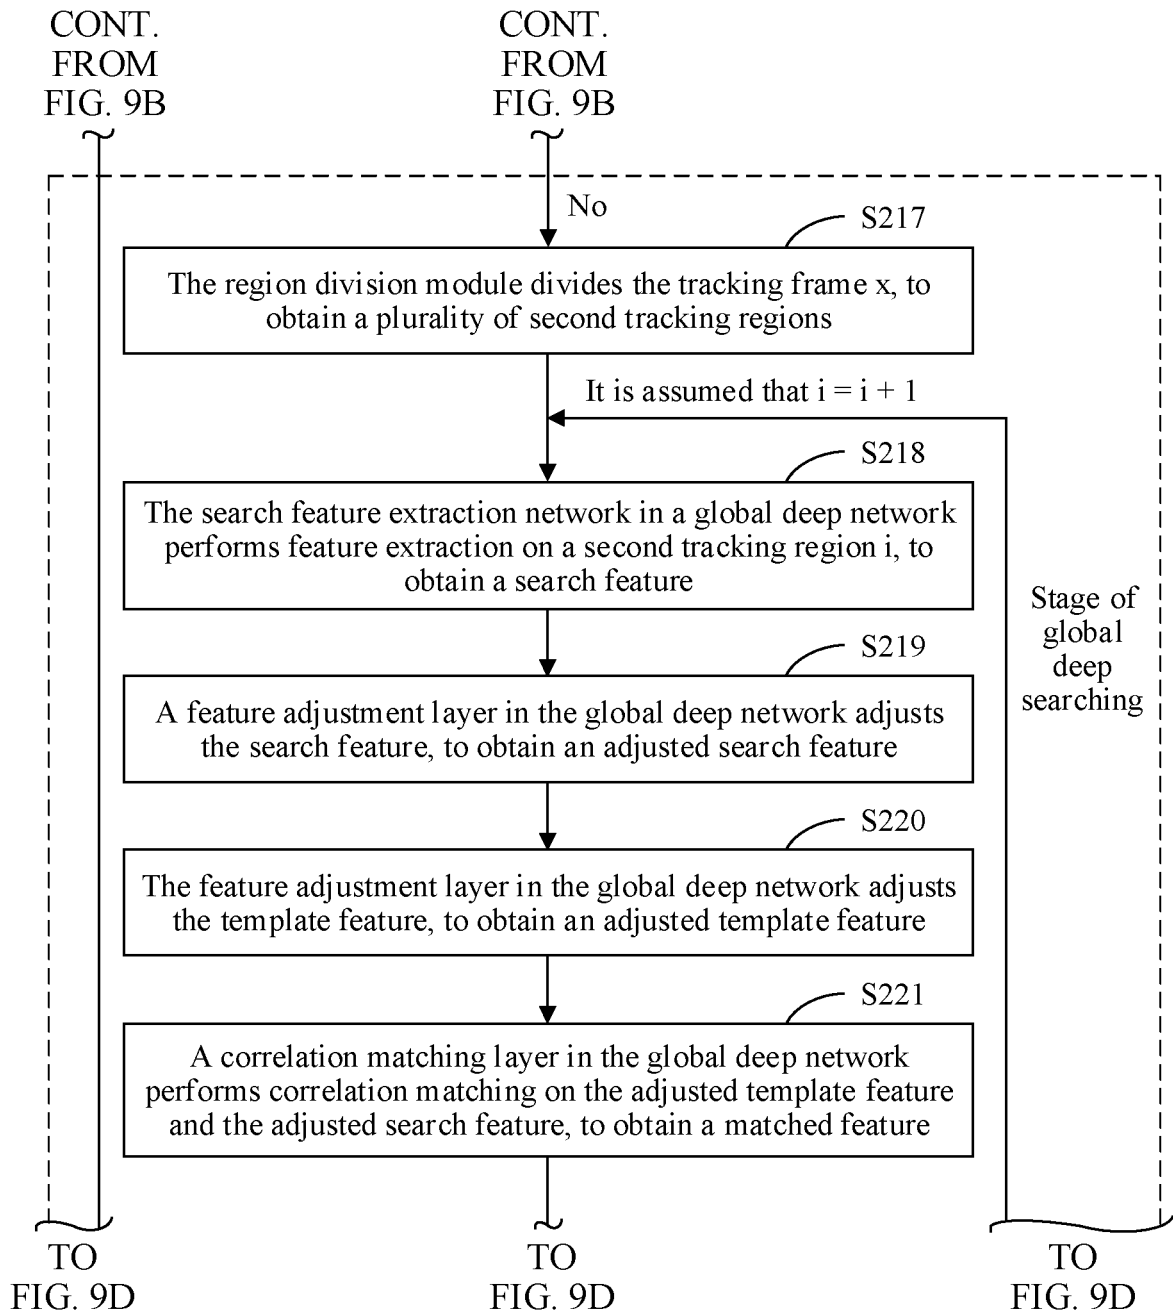 CONT.
FROM
FIG. 9B
CONT.
FROM
FIG. 9B
No
S217
The region division module divides the tracking frame x, to
obtain a plurality of second tracking regions
It is assumed that i = i + 1
S218
The search feature extraction network in a global deep network
performs feature extraction on a second tracking region i, to
obtain a search feature
Stage of
global
deep
searching
S219
A feature adjustment layer in the global deep network adjusts
the search feature, to obtain an adjusted search feature
S220
The feature adjustment layer in the global deep network adjusts
the template feature, to obtain an adjusted template feature
S221
A correlation matching layer in the global deep network
performs correlation matching on the adjusted template feature
and the adjusted search feature, to obtain a matched feature
TO
FIG. 9D
TO
FIG. 9D
TO
FIG. 9D